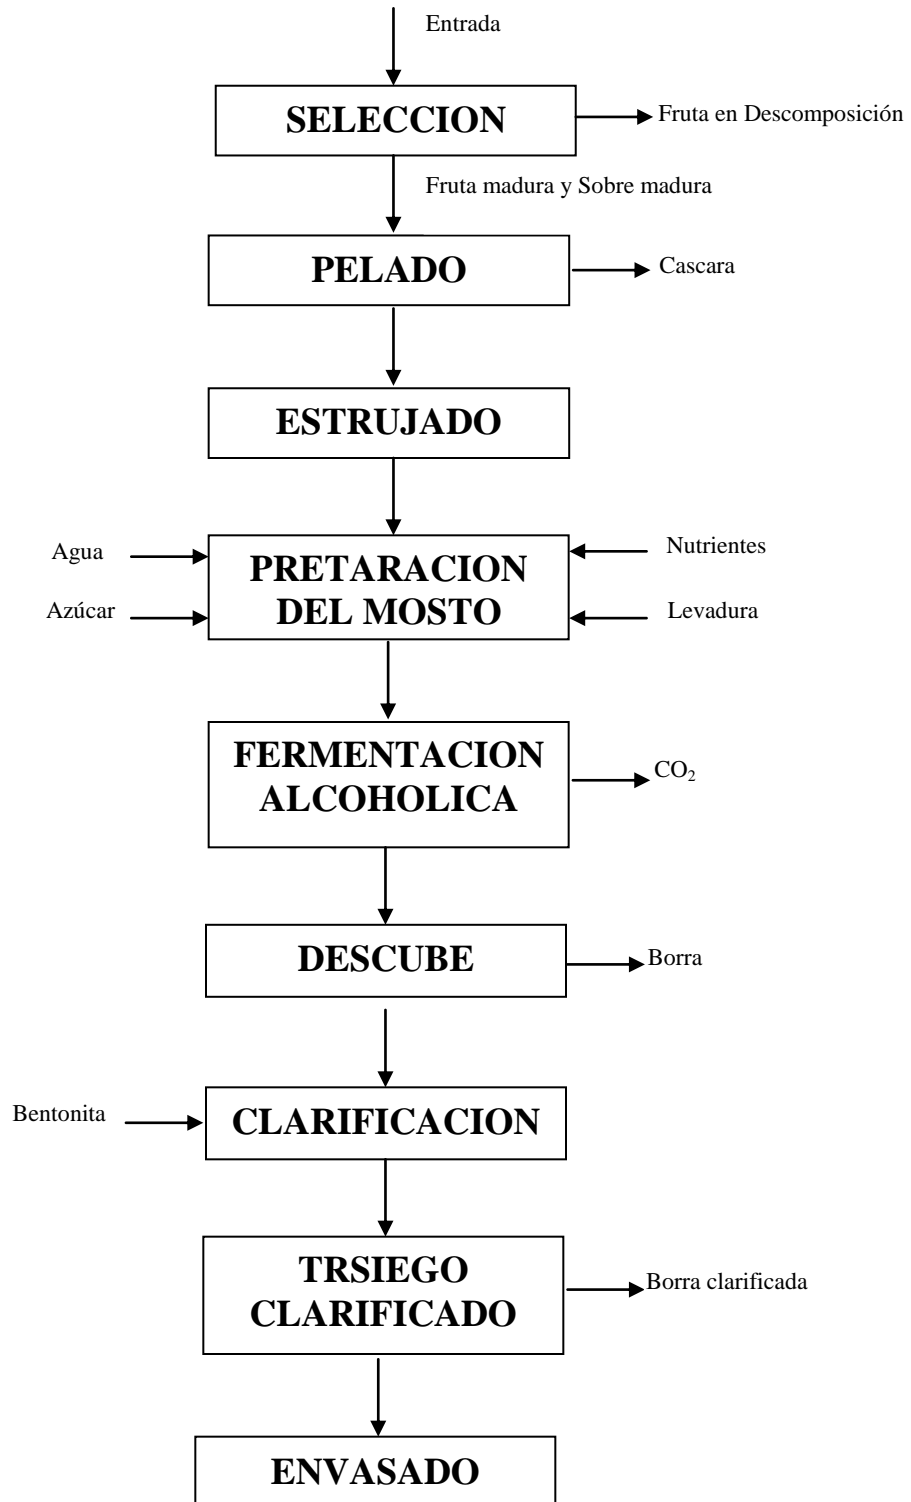 Entrada
SELECCION
Fruta en Descomposición
Fruta madura y Sobre madura
PELADO
Cascara
ESTRUJADO
Agua
Nutrientes
PRETARACION
DEL MOSTO
Azúcar
Levadura
FERMENTACION
ALCOHOLICA
CO₂
DESCUBE
Borra
Bentonita
CLARIFICACION
TRSIEGO
CLARIFICADO
Borra clarificada
ENVASADO